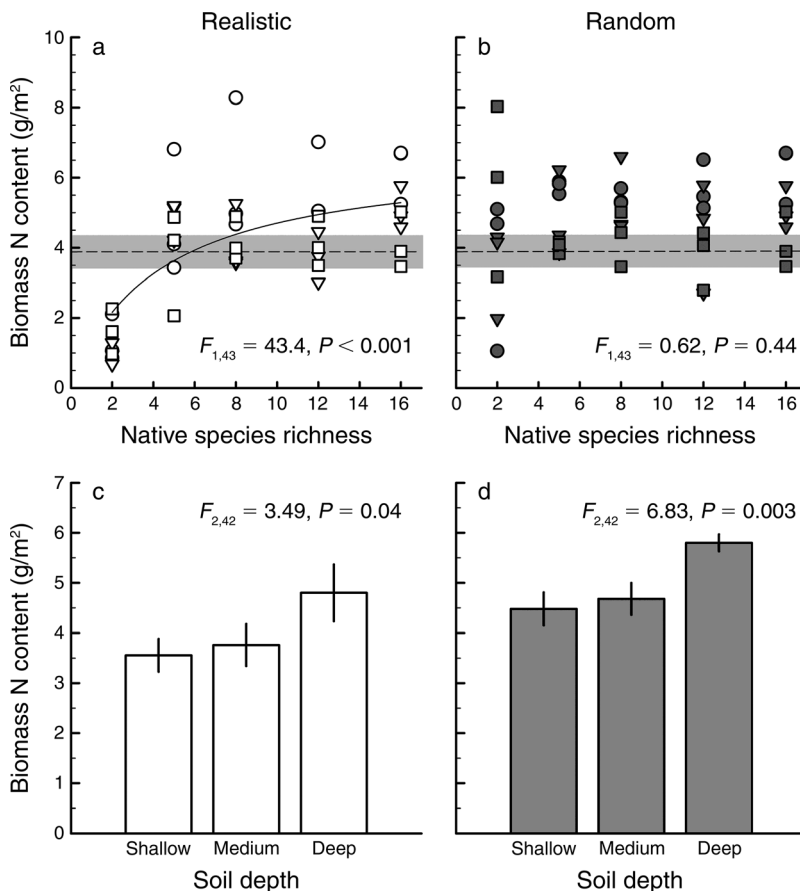 Realistic
Random
a
b
Biomass N content (g/m²)
10
8
6
4
2
0
F1,43 = 43.4, P < 0.001
F1,43 = 0.62, P = 0.44
0 2 4 6 8 10 12 14 16
0 2 4 6 8 10 12 14 16
Native species richness
Native species richness
c
d
Biomass N content (g/m²)
7
6
5
4
3
2
1
0
F2,42 = 3.49, P = 0.04
F2,42 = 6.83, P = 0.003
Shallow Medium Deep
Shallow Medium Deep
Soil depth
Soil depth